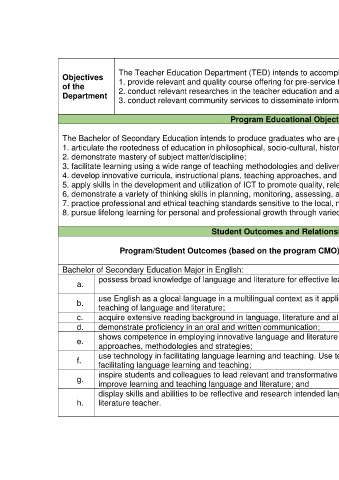 Objectives
of the
Department
The Teacher Education Department (TED) intends to accompl
1. provide relevant and quality course offering for pre-service t
2. conduct relevant researches in the teacher education and a
3. conduct relevant community services to disseminate inform
Program Educational Object
The Bachelor of Secondary Education intends to produce graduates who are g
1. articulate the rootedness of education in philosophical, socio-cultural, histor
2. demonstrate mastery of subject matter/discipline;
3. facilitate learning using a wide range of teaching methodologies and deliver
4. develop innovative curricula, instructional plans, teaching approaches, and
5. apply skills in the development and utilization of ICT to promote quality, rele
6. demonstrate a variety of thinking skills in planning, monitoring, assessing, a
7. practice professional and ethical teaching standards sensitive to the local, n
8. pursue lifelong learning for personal and professional growth through varied
Student Outcomes and Relations
Program/Student Outcomes (based on the program CMO)
Bachelor of Secondary Education Major in English:
a. possess broad knowledge of language and literature for effective lea
b. use English as a glocal language in a multilingual context as it appli
teaching of language and literature;
c. acquire extensive reading background in language, literature and al
d. demonstrate proficiency in an oral and written communication;
e. shows competence in employing innovative language and literature
approaches, methodologies and strategies;
f. use technology in facilitating language learning and teaching. Use te
facilitating language learning and teaching;
g. inspire students and colleagues to lead relevant and transformative
improve learning and teaching language and literature; and
h. display skills and abilities to be reflective and research intended lang
literature teacher.